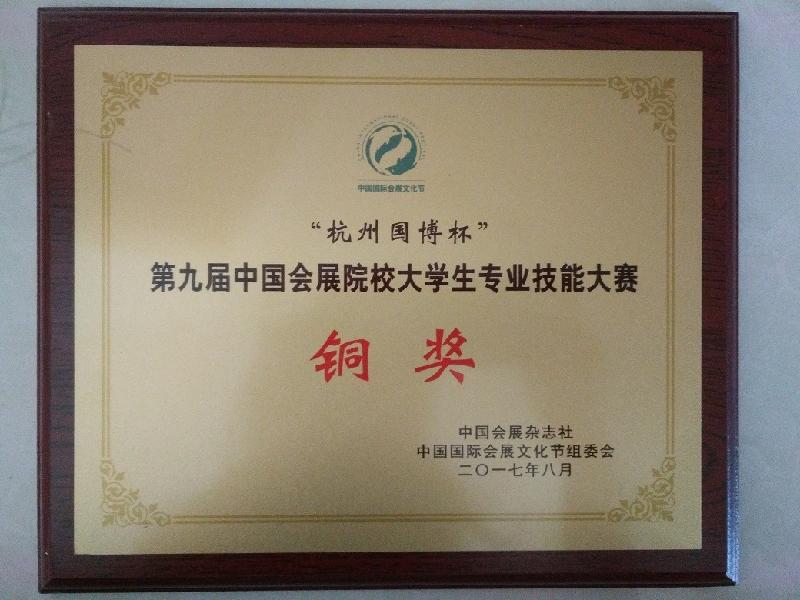 中国国际会展文化节
“杭州国博杯”
第九届中国会展院校大学生专业技能大赛
铜奖
中国会展杂志社
中国国际会展文化节组委会
二〇一七年八月